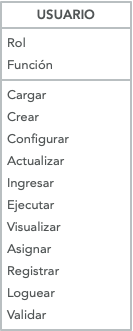 USUARIO
Rol
Función
Cargar
Crear
Configurar
Actualizar
Ingresar
Ejecutar
Visualizar
Asignar
Registrar
Loguear
Validar